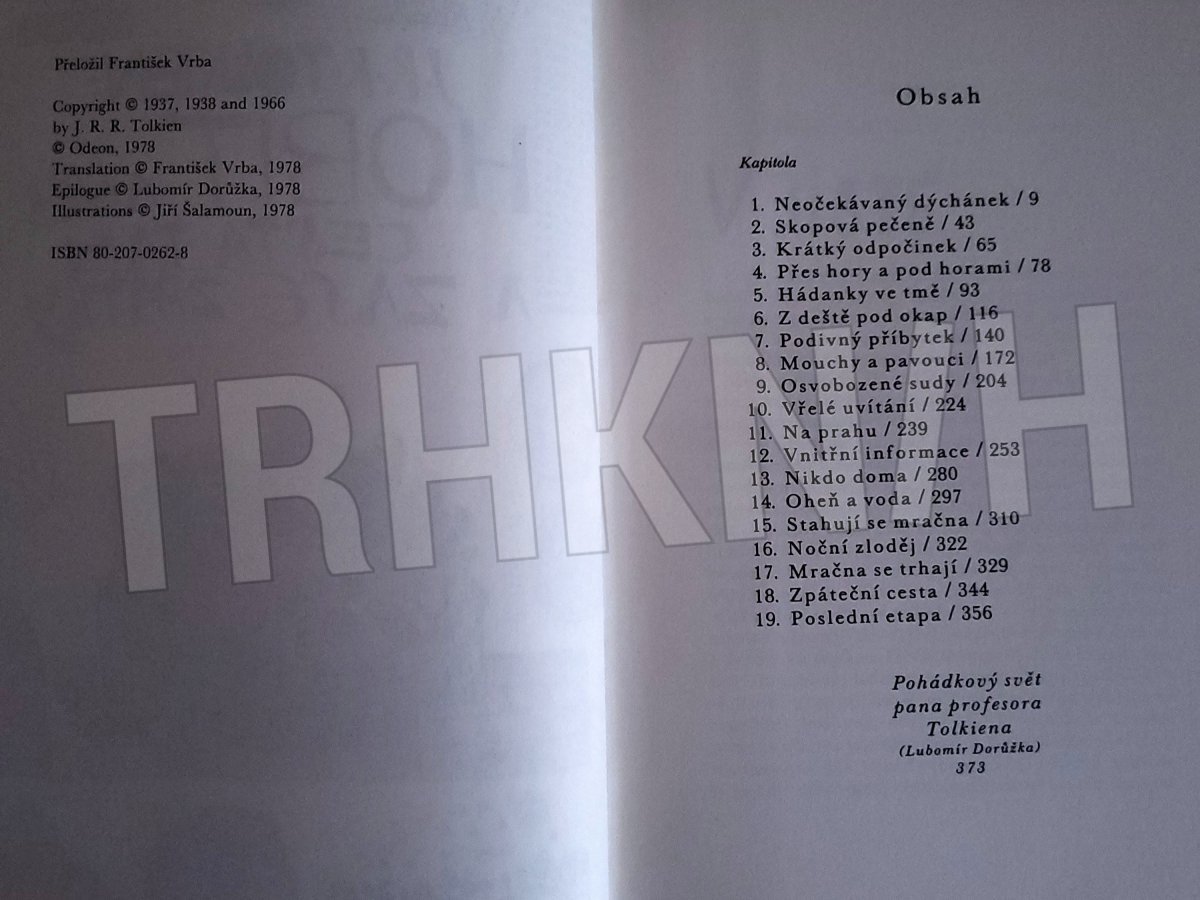 Přeložil František Vrba
Copyright © 1937, 1938 and 1966
by J. R. R. Tolkien
© Odeon, 1978
Translation © František Vrba, 1978
Epilogue © Lubomír Dorůžka, 1978
Illustrations © Jiří Šalamoun, 1978
ISBN 80-207-0262-8
Obsah
Kapitola
1. Neočekávaný dýchánek / 9
2. Skopová pečeně / 43
3. Krátký odpočinek / 65
4. Přes hory a pod horami / 78
5. Hádanky ve tmě / 93
6. Z deště pod okap / 116
7. Podivný příbytek / 140
8. Mouchy a pavouci / 172
9. Osvobozené sudy / 204
10. Vřelé uvítání / 224
11. Na prahu / 239
12. Vnitřní informace / 253
13. Nikdo doma / 280
14. Oheň a voda / 297
15. Stahují se mračna / 310
16. Noční zloděj / 322
17. Mračna se trhají / 329
18. Zpáteční cesta / 344
19. Poslední etapa / 356
Pohádkový svět
pana profesora
Tolkiena
(Lubomír Dorůžka)
373
TRHKNIH